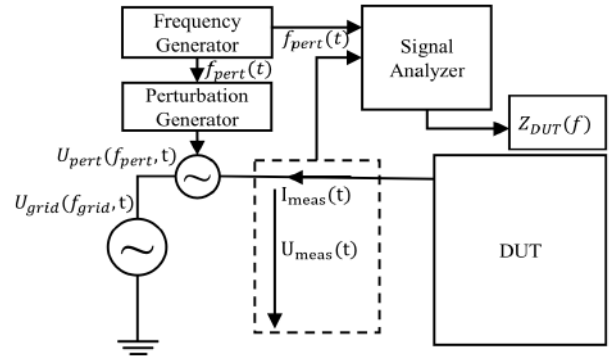 Frequency
Generator
f_pert(t)
Signal
Analyzer
f_pert(t)
Perturbation
Generator
Z_DUT(f)
U_pert(f_pert,t)
U_grid(f_grid,t)
I_meas(t)
U_meas(t)
DUT